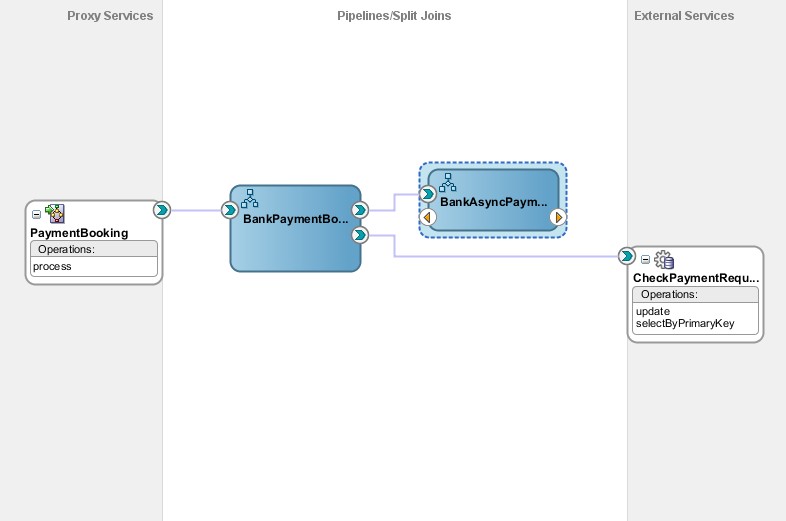 Proxy Services
Pipelines/Split Joins
External Services
PaymentBooking
Operations:
process
BankPaymentBo...
BankAsyncPaym...
CheckPaymentRequ...
Operations:
update
selectByPrimaryKey